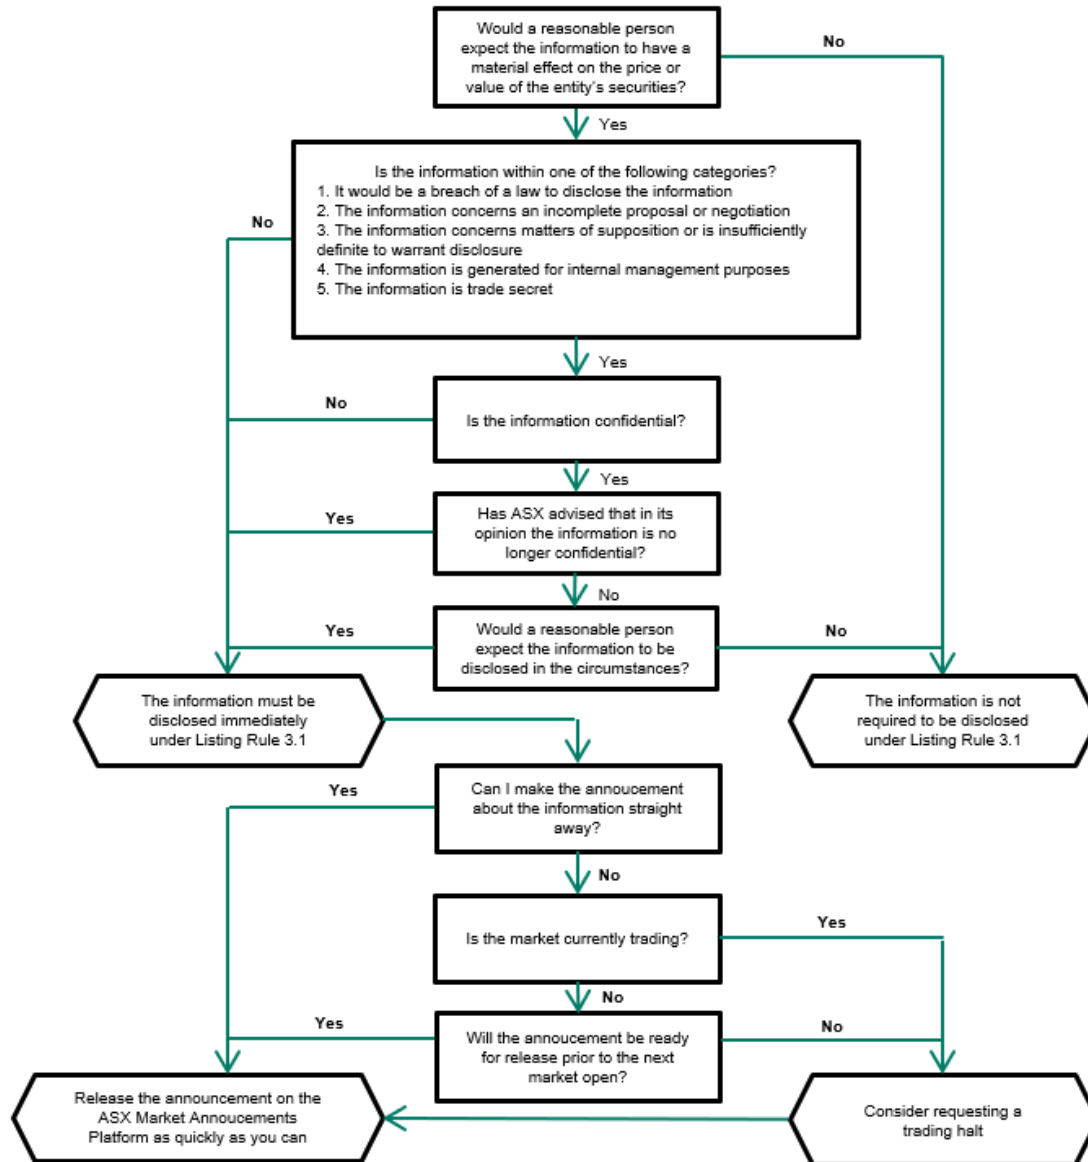 Would a reasonable person
expect the information to have a
material effect on the price or
value of the entity's securities?
No
Yes
Is the information within one of the following categories?
1. It would be a breach of a law to disclose the information
2. The information concerns an incomplete proposal or negotiation
3. The information concerns matters of supposition or is insufficiently
definite to warrant disclosure
4. The information is generated for internal management purposes
5. The information is trade secret
No
Yes
Is the information confidential?
No
Yes
Has ASX advised that in its
opinion the information is no
longer confidential?
Yes
No
Would a reasonable person
expect the information to be
disclosed in the circumstances?
Yes
No
The information must be
disclosed immediately
under Listing Rule 3.1
The information is not
required to be disclosed
under Listing Rule 3.1
Can I make the annoucement
about the information straight
away?
Yes
No
Is the market currently trading?
Yes
No
Will the annoucement be ready
for release prior to the next
market open?
Yes
No
Release the announcement on the
ASX Market Annoucements
Platform as quickly as you can
Consider requesting a
trading halt